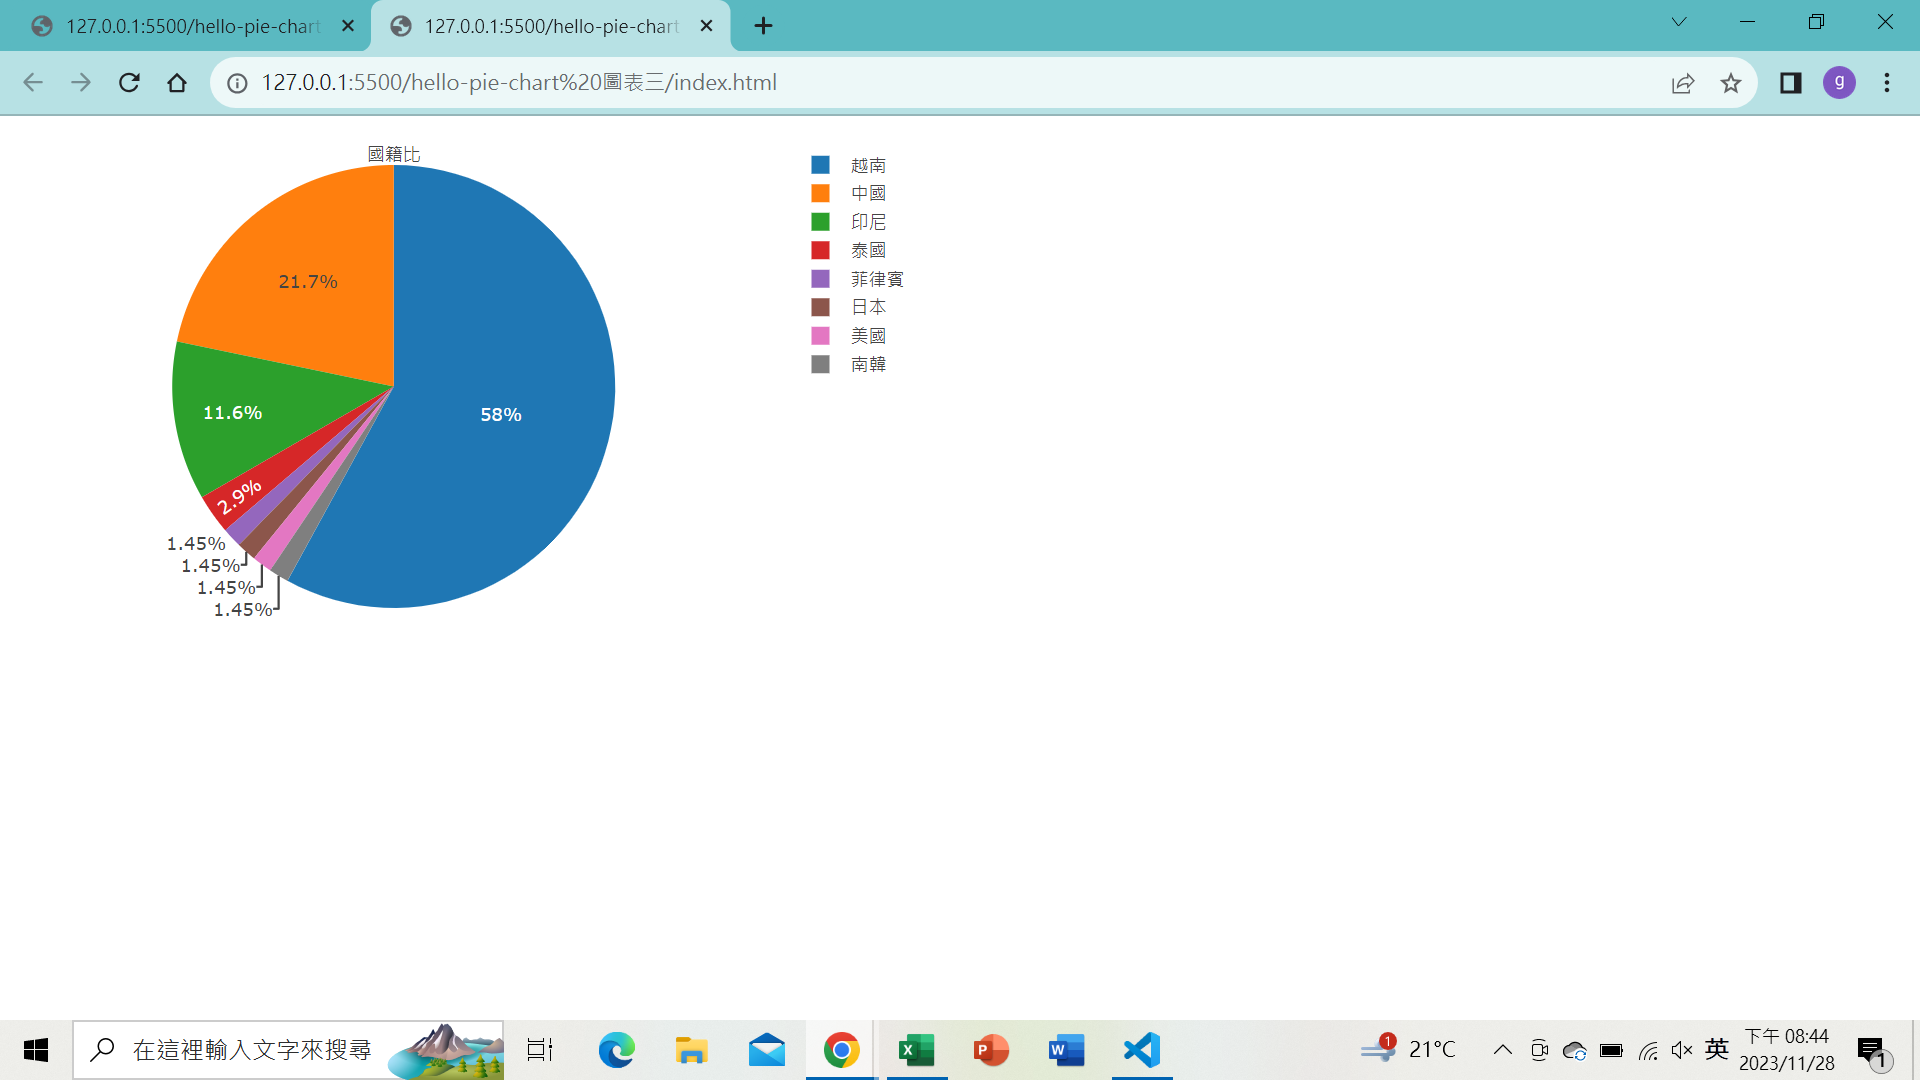 127.0.0.1:5500/hello-pie-chart
127.0.0.1:5500/hello-pie-chart
127.0.0.1:5500/hello-pie-chart%20圖表三/index.html
g
國籍比
58%
21.7%
11.6%
2.9%
1.45%
1.45%
1.45%
1.45%
越南
中國
印尼
泰國
菲律賓
日本
美國
南韓
在這裡輸入文字來搜尋
X
P
W
1
21°C
英
下午 08:44
2023/11/28
1